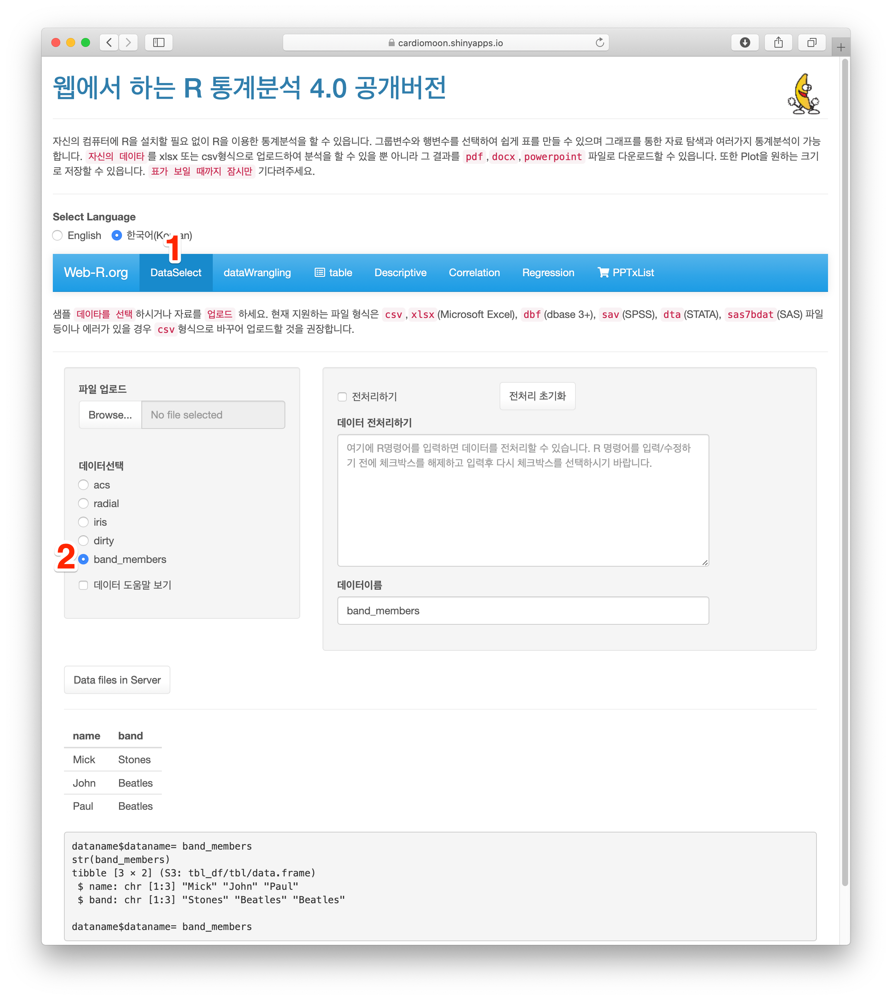 cardiomoon.shinyapps.io
웹에서 하는 R 통계분석 4.0 공개버전
자신의 컴퓨터에 R을 설치할 필요 없이 R을 이용한 통계분석을 할 수 있읍니다. 그룹변수와 행변수를 선택하여 쉽게 표를 만들 수 있으며 그래프를 통한 자료 탐색과 여러가지 통계분석이 가능
합니다. 자신의 데이타 를 xlsx 또는 csv형식으로 업로드하여 분석을 할 수 있을 뿐 아니라 그 결과를 pdf , docx , powerpoint 파일로 다운로드할 수 있읍니다. 또한 Plot을 원하는 크기
로 저장할 수 있읍니다. 표가 보일 때까지 잠시만 기다려주세요.
Select Language
English 한국어(Korean)
1
Web-R.org DataSelect dataWrangling table Descriptive Correlation Regression PPTxList
샘플 데이타를 선택 하시거나 자료를 업로드 하세요. 현재 지원하는 파일 형식은 csv , xlsx (Microsoft Excel), dbf (dbase 3+), sav (SPSS), dta (STATA), sas7bdat (SAS) 파일
등이나 에러가 있을 경우 csv 형식으로 바꾸어 업로드할 것을 권장합니다.
파일 업로드
Browse... No file selected
데이터선택
acs
radial
iris
dirty
2 band_members
데이터 도움말 보기
전처리하기 전처리 초기화
데이터 전처리하기
여기에 R명령어를 입력하면 데이터를 전처리할 수 있습니다. R 명령어를 입력/수정하
기 전에 체크박스를 해제하고 입력후 다시 체크박스를 선택하시기 바랍니다.
데이터이름
band_members
Data files in Server
name band
Mick Stones
John Beatles
Paul Beatles
dataname$dataname= band_members
str(band_members)
tibble [3 × 2] (S3: tbl_df/tbl/data.frame)
$ name: chr [1:3] "Mick" "John" "Paul"
$ band: chr [1:3] "Stones" "Beatles" "Beatles"
dataname$dataname= band_members